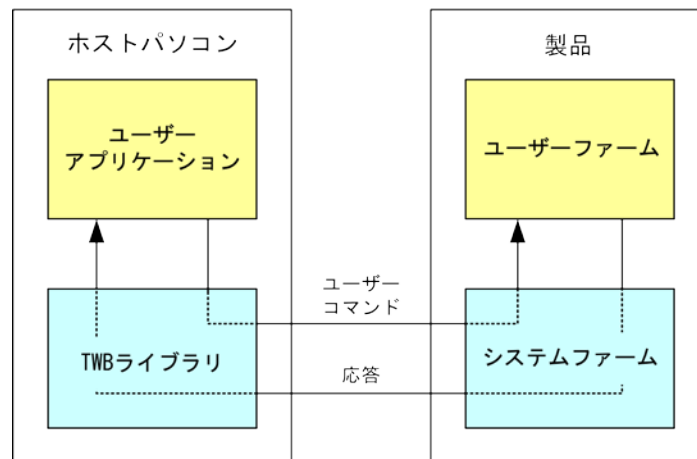 ホストパソコン
製品
ユーザー
アプリケーション
ユーザーファーム
ユーザー
コマンド
TWBライブラリ
システムファーム
応答